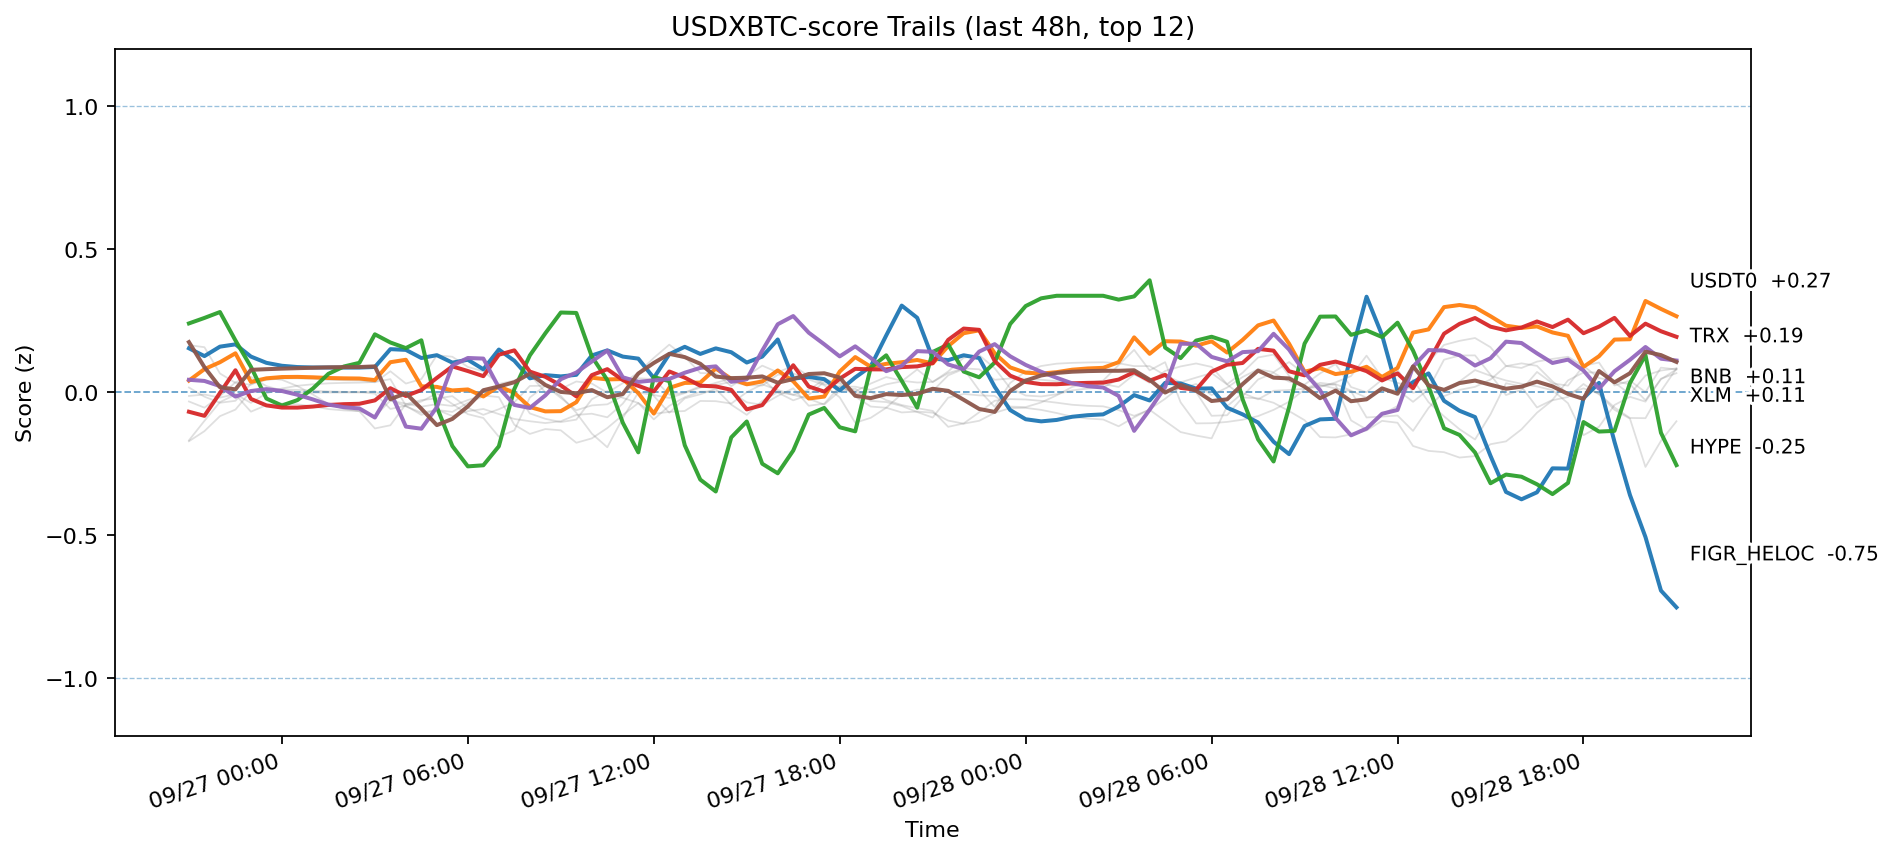 USDXBTC-score Trails (last 48h, top 12)
1.0
0.5
0.0
−0.5
−1.0
Score (z)
USDT0 +0.27
TRX +0.19
BNB +0.11
XLM +0.11
HYPE -0.25
FIGR_HELOC -0.75
09/27 00:00
09/27 06:00
09/27 12:00
09/27 18:00
09/28 00:00
09/28 06:00
09/28 12:00
09/28 18:00
Time